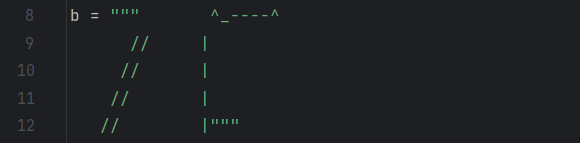 8 b = """       ^_----^
9       //     |
10      //      |
11     //       |
12    //        |"""